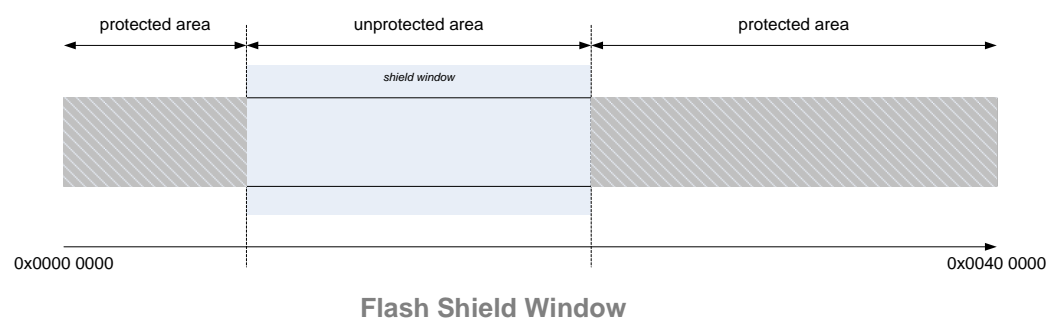 protected area
unprotected area
protected area
shield window
0x0000 0000
0x0040 0000
Flash Shield Window